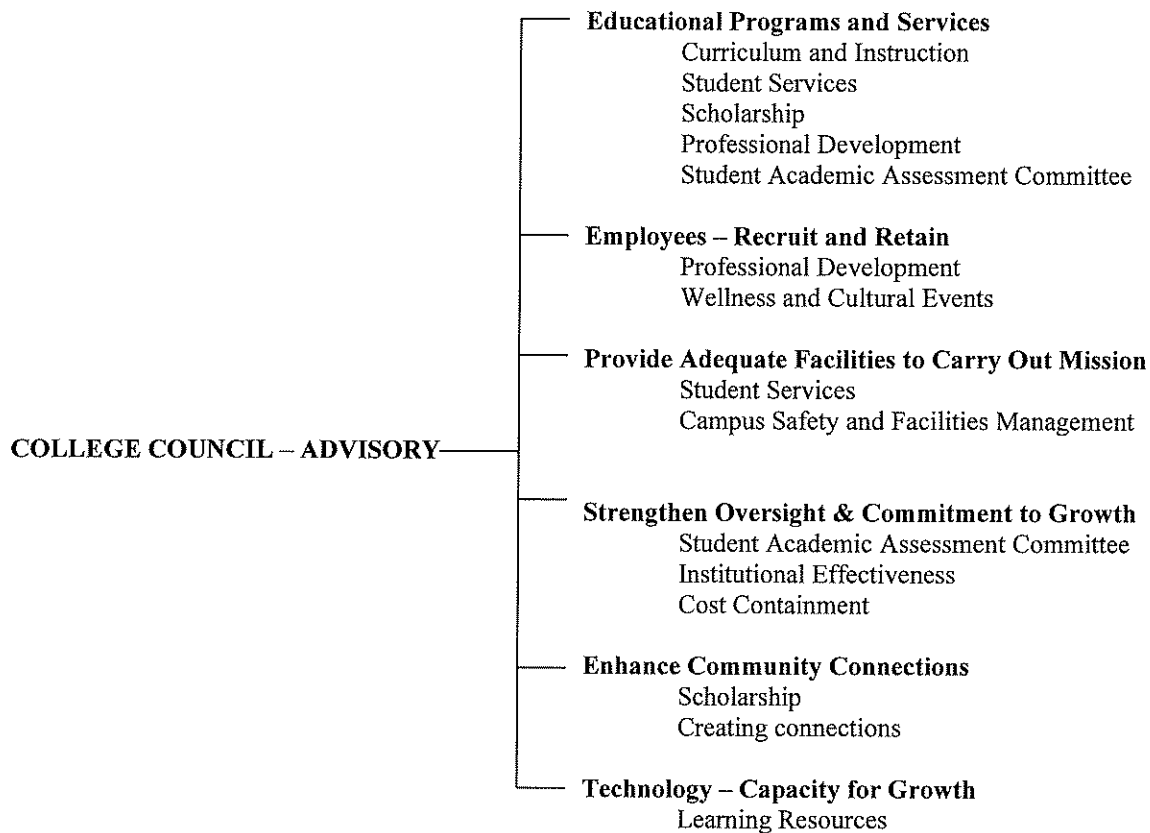 Educational Programs and Services
Curriculum and Instruction
Student Services
Scholarship
Professional Development
Student Academic Assessment Committee
Employees – Recruit and Retain
Professional Development
Wellness and Cultural Events
Provide Adequate Facilities to Carry Out Mission
Student Services
Campus Safety and Facilities Management
COLLEGE COUNCIL – ADVISORY
Strengthen Oversight & Commitment to Growth
Student Academic Assessment Committee
Institutional Effectiveness
Cost Containment
Enhance Community Connections
Scholarship
Creating connections
Technology – Capacity for Growth
Learning Resources